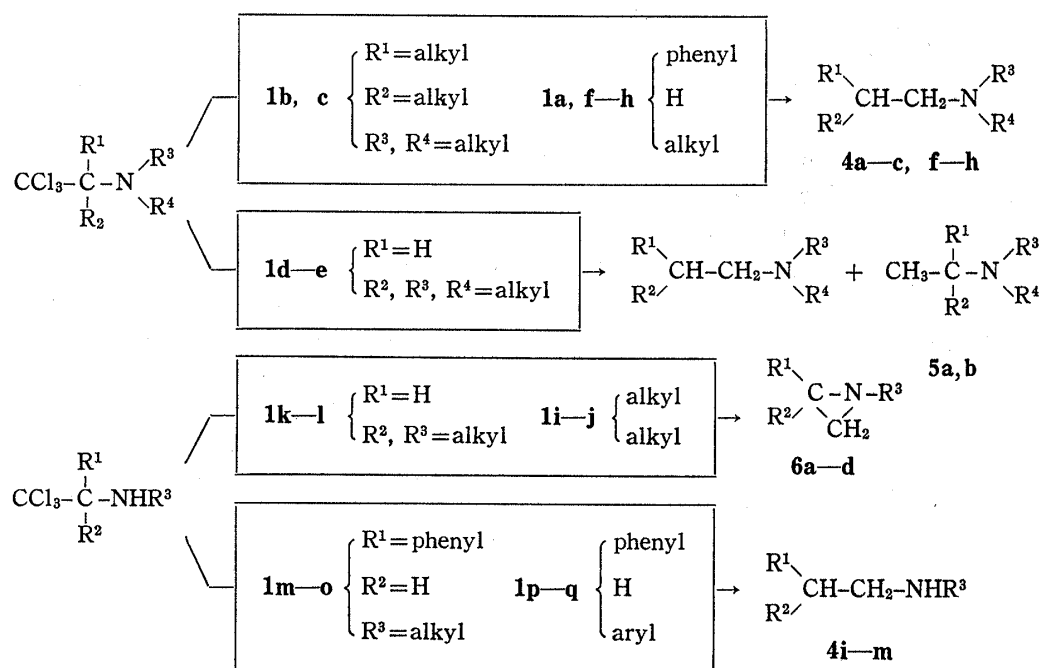 1b, c { R¹=alkyl R²=alkyl R³, R⁴=alkyl
1a, f—h { phenyl H alkyl
R¹ R² CH—CH₂—N R³ R⁴
4a—c, f—h
CCl₃—C—N R¹ R₂ R³ R⁴
1d—e { R¹=H R², R³, R⁴=alkyl
R¹ R² CH—CH₂—N R³ R⁴ + CH₃—C—N R¹ R² R³ R⁴
5a, b
1k—l { R¹=H R², R³=alkyl
1i—j { alkyl alkyl
R¹ R² C N—R³ CH₂
6a—d
CCl₃—C—NHR³ R¹ R²
1m—o { R¹=phenyl R²=H R³=alkyl
1p—q { phenyl H aryl
R¹ R² CH—CH₂—NHR³
4i—m